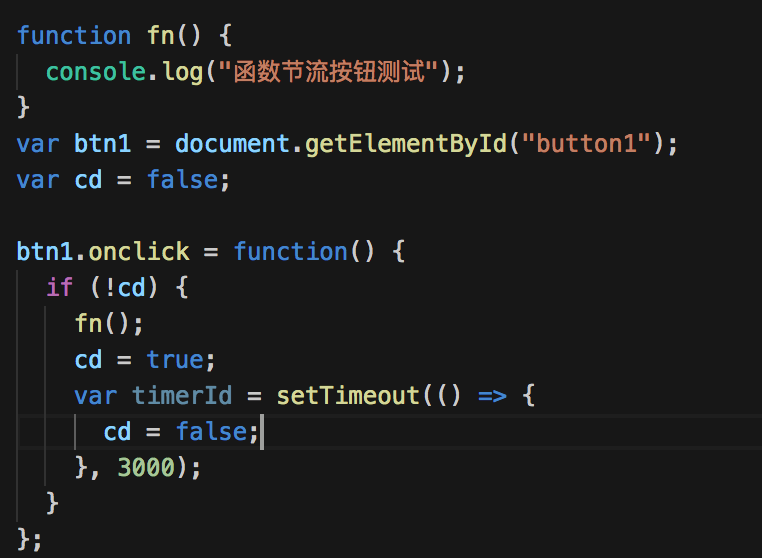 function fn() {
  console.log("函数节流按钮测试");
}
var btn1 = document.getElementById("button1");
var cd = false;

btn1.onclick = function() {
  if (!cd) {
    fn();
    cd = true;
    var timerId = setTimeout(() => {
      cd = false;
    }, 3000);
  }
};